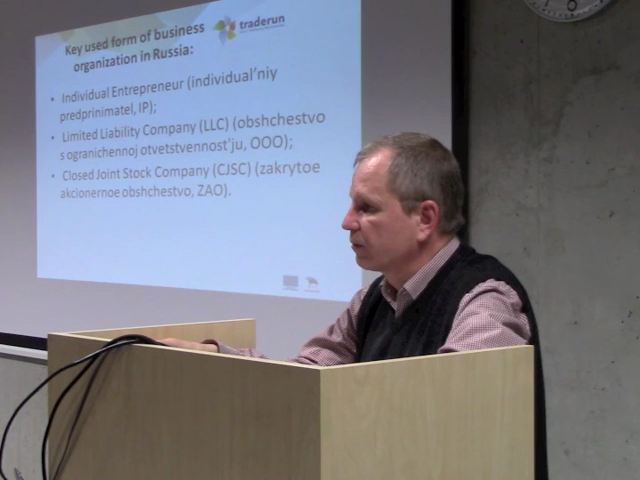 Key used form of business
organization in Russia:
traderun
• Individual Entrepreneur (individual'niy
predprinimatel, IP);
• Limited Liability Company (LLC) (obshchestvo
s ogranichennoj otvetstvennost'ju, OOO);
• Closed Joint Stock Company (CJSC) (zakrytoe
akcionernoe obshchestvo, ZAO).